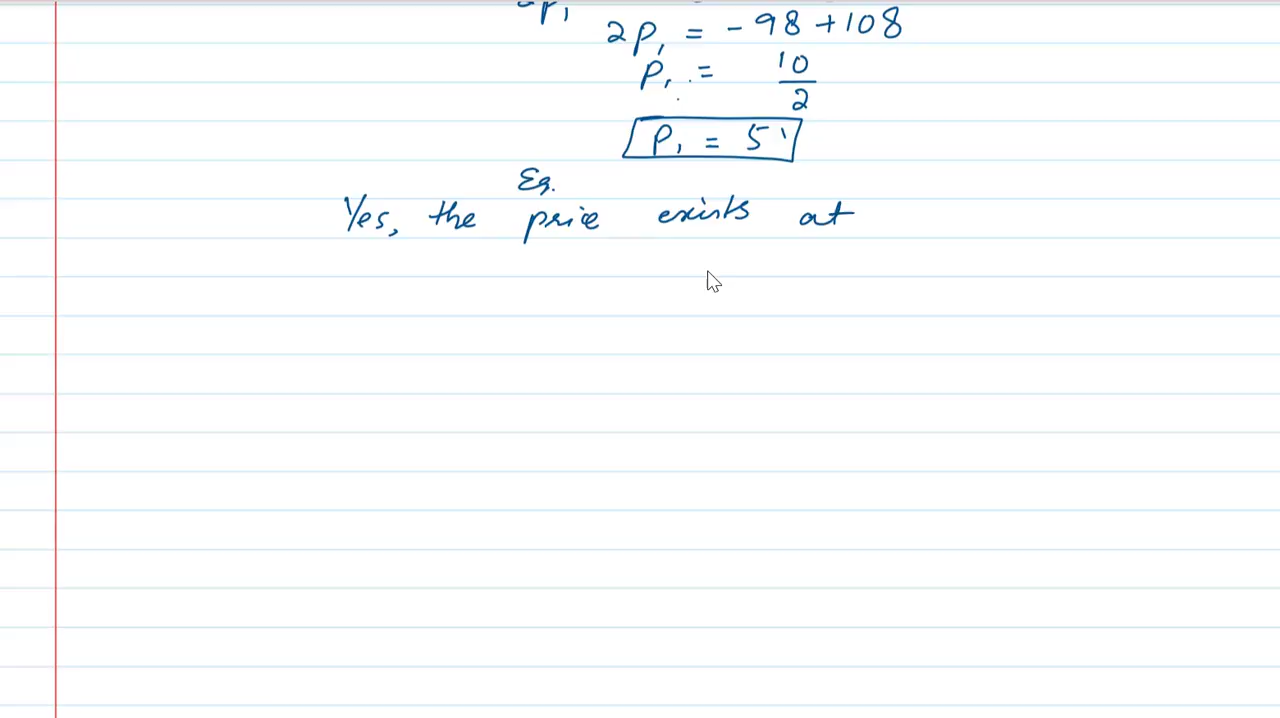 2P₁ = - 98 + 108
P₁ = 10/2
P₁ = 5
Eq.
Yes, the price exists at